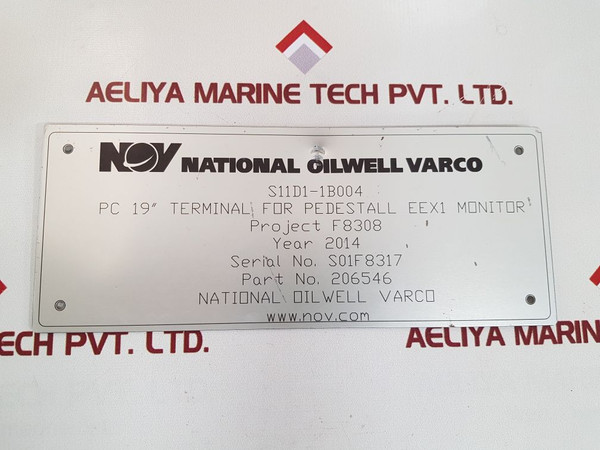 AELIYA MARINE TECH PVT. LTD.
NOV NATIONAL OILWELL VARCO
S11D1-1B004
PC 19" TERMINAL FOR PEDESTALL EEX1 MONITOR
Project F8308
Year 2014
Serial No. S01F8317
Part No. 206546
NATIONAL OILWELL VARCO
www.nov.com
TECH PVT. LTD.
AELIYA MARINE